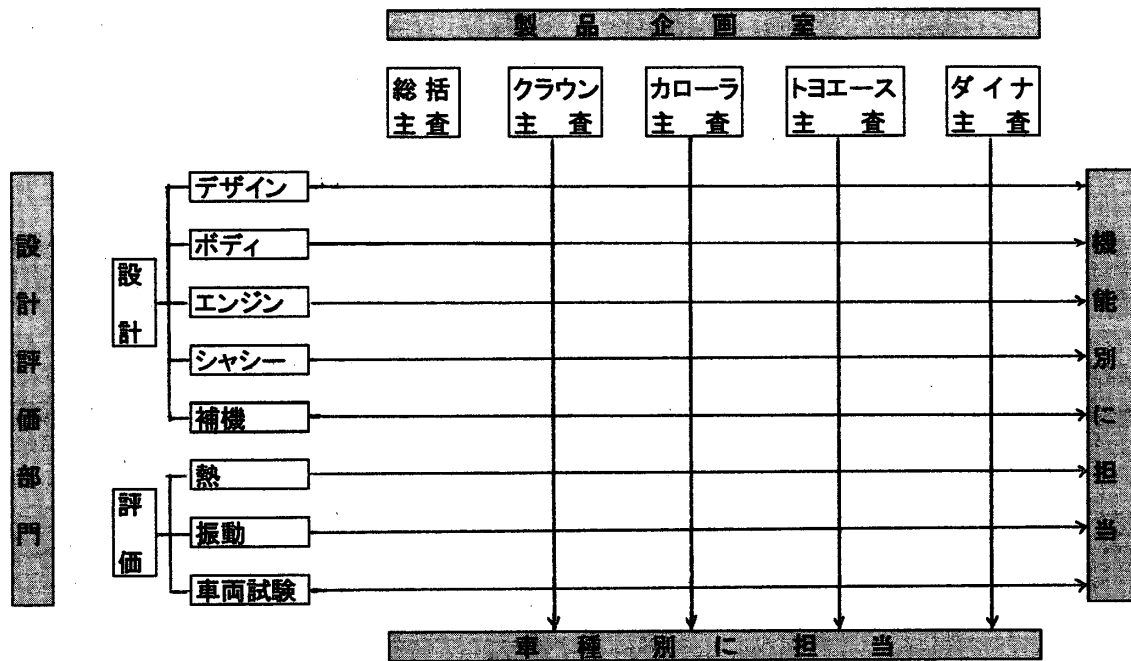 製品企画室
総括
主査
クラウン
主査
カローラ
主査
トヨエース
主査
ダイナ
主査
設計評価部門
設計
デザイン
ボディ
エンジン
シャシー
補機
評価
熱
振動
車両試験
機能別に担当
車種別に担当